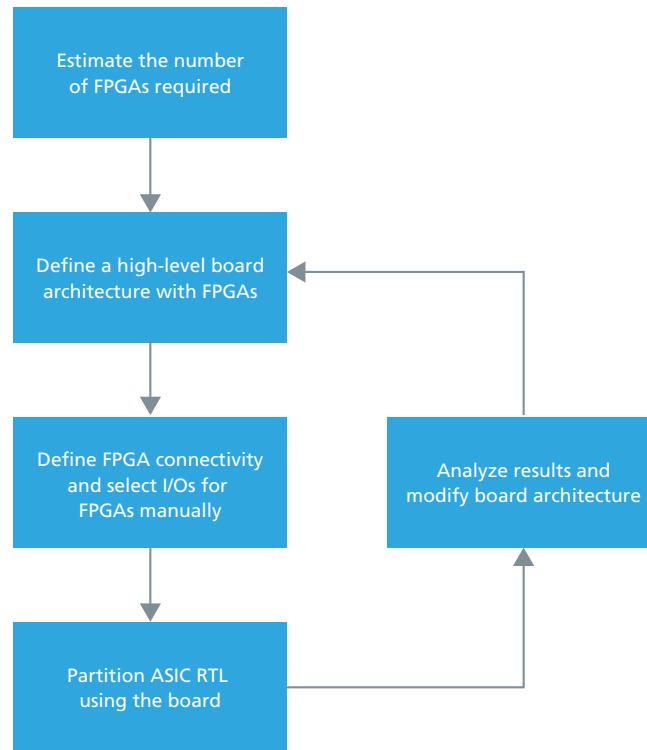 Estimate the number
of FPGAs required
Define a high-level board
architecture with FPGAs
Define FPGA connectivity
and select I/Os for
FPGAs manually
Analyze results and
modify board architecture
Partition ASIC RTL
using the board